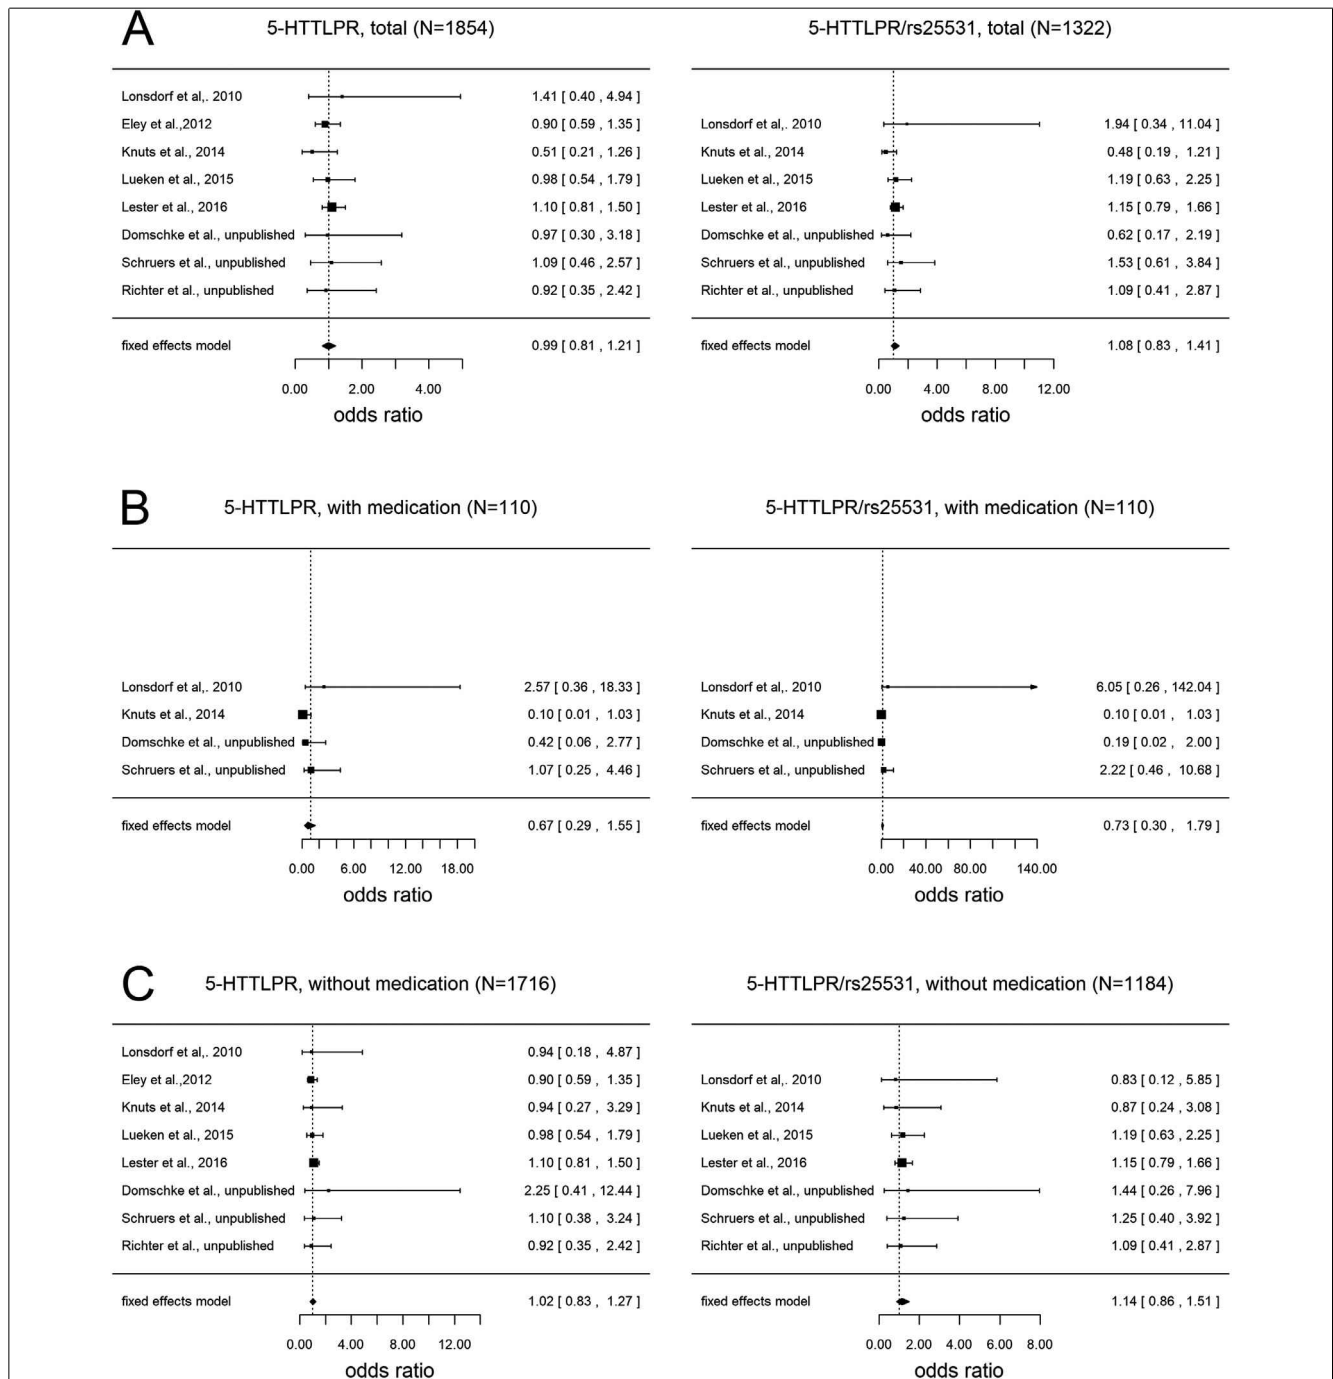 A
5-HTTLPR, total (N=1854)
Lonsdorf et al,. 2010 1.41 [ 0.40 , 4.94 ]
Eley et al.,2012 0.90 [ 0.59 , 1.35 ]
Knuts et al., 2014 0.51 [ 0.21 , 1.26 ]
Lueken et al., 2015 0.98 [ 0.54 , 1.79 ]
Lester et al., 2016 1.10 [ 0.81 , 1.50 ]
Domschke et al., unpublished 0.97 [ 0.30 , 3.18 ]
Schruers et al., unpublished 1.09 [ 0.46 , 2.57 ]
Richter et al., unpublished 0.92 [ 0.35 , 2.42 ]
fixed effects model 0.99 [ 0.81 , 1.21 ]
0.00 2.00 4.00
odds ratio
5-HTTLPR/rs25531, total (N=1322)
Lonsdorf et al,. 2010 1.94 [ 0.34 , 11.04 ]
Knuts et al., 2014 0.48 [ 0.19 , 1.21 ]
Lueken et al., 2015 1.19 [ 0.63 , 2.25 ]
Lester et al., 2016 1.15 [ 0.79 , 1.66 ]
Domschke et al., unpublished 0.62 [ 0.17 , 2.19 ]
Schruers et al., unpublished 1.53 [ 0.61 , 3.84 ]
Richter et al., unpublished 1.09 [ 0.41 , 2.87 ]
fixed effects model 1.08 [ 0.83 , 1.41 ]
0.00 4.00 8.00 12.00
odds ratio
B
5-HTTLPR, with medication (N=110)
Lonsdorf et al,. 2010 2.57 [ 0.36 , 18.33 ]
Knuts et al., 2014 0.10 [ 0.01 , 1.03 ]
Domschke et al., unpublished 0.42 [ 0.06 , 2.77 ]
Schruers et al., unpublished 1.07 [ 0.25 , 4.46 ]
fixed effects model 0.67 [ 0.29 , 1.55 ]
0.00 6.00 12.00 18.00
odds ratio
5-HTTLPR/rs25531, with medication (N=110)
Lonsdorf et al,. 2010 6.05 [ 0.26 , 142.04 ]
Knuts et al., 2014 0.10 [ 0.01 , 1.03 ]
Domschke et al., unpublished 0.19 [ 0.02 , 2.00 ]
Schruers et al., unpublished 2.22 [ 0.46 , 10.68 ]
fixed effects model 0.73 [ 0.30 , 1.79 ]
0.00 40.00 80.00 140.00
odds ratio
C
5-HTTLPR, without medication (N=1716)
Lonsdorf et al,. 2010 0.94 [ 0.18 , 4.87 ]
Eley et al.,2012 0.90 [ 0.59 , 1.35 ]
Knuts et al., 2014 0.94 [ 0.27 , 3.29 ]
Lueken et al., 2015 0.98 [ 0.54 , 1.79 ]
Lester et al., 2016 1.10 [ 0.81 , 1.50 ]
Domschke et al., unpublished 2.25 [ 0.41 , 12.44 ]
Schruers et al., unpublished 1.10 [ 0.38 , 3.24 ]
Richter et al., unpublished 0.92 [ 0.35 , 2.42 ]
fixed effects model 1.02 [ 0.83 , 1.27 ]
0.00 4.00 8.00 12.00
odds ratio
5-HTTLPR/rs25531, without medication (N=1184)
Lonsdorf et al,. 2010 0.83 [ 0.12 , 5.85 ]
Knuts et al., 2014 0.87 [ 0.24 , 3.08 ]
Lueken et al., 2015 1.19 [ 0.63 , 2.25 ]
Lester et al., 2016 1.15 [ 0.79 , 1.66 ]
Domschke et al., unpublished 1.44 [ 0.26 , 7.96 ]
Schruers et al., unpublished 1.25 [ 0.40 , 3.92 ]
Richter et al., unpublished 1.09 [ 0.41 , 2.87 ]
fixed effects model 1.14 [ 0.86 , 1.51 ]
0.00 2.00 4.00 6.00 8.00
odds ratio